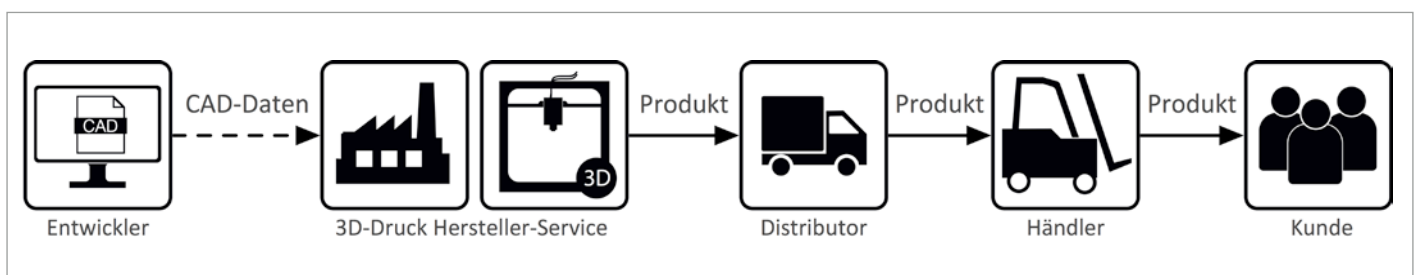 CAD-Daten
Produkt
Produkt
Produkt
CAD
3D
Entwickler
3D-Druck Hersteller-Service
Distributor
Händler
Kunde